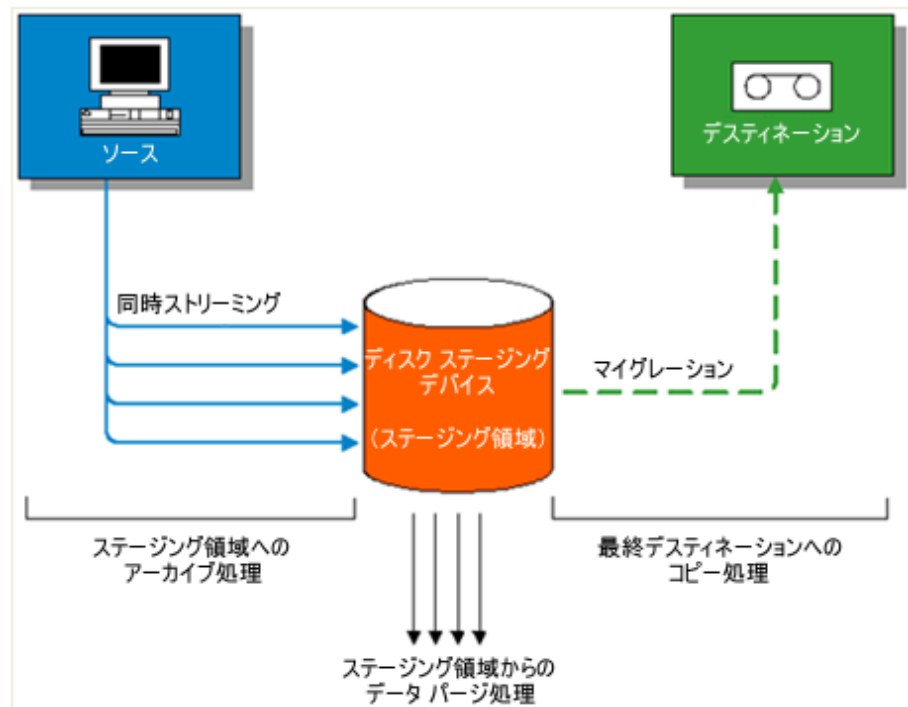 ソース
デスティネーション
同時ストリーミング
ディスク ステージング
デバイス
(ステージング領域)
マイグレーション
ステージング領域への
アーカイブ処理
最終デスティネーションへの
コピー処理
ステージング領域からの
データ パージ処理